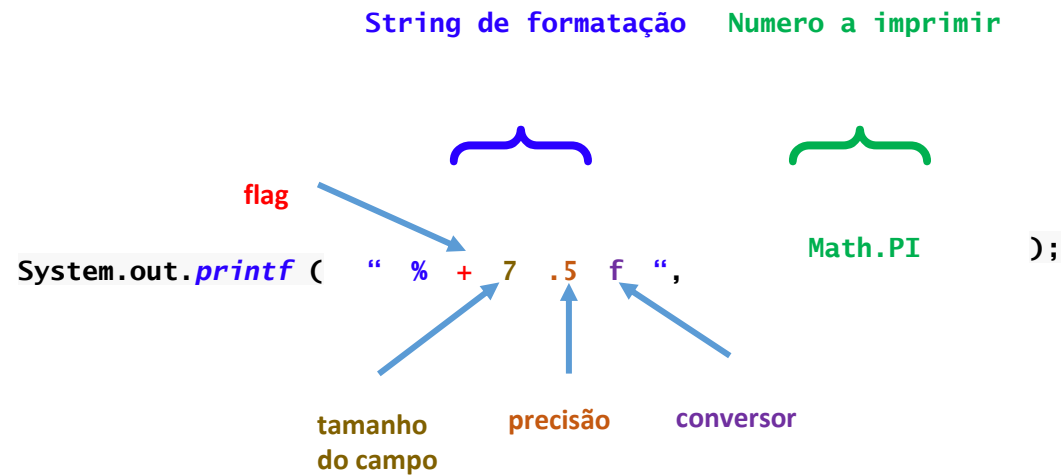 String de formatação Numero a imprimir
flag
System.out.printf ( “ % + 7 .5 f “, Math.PI );
tamanho do campo
precisão
conversor